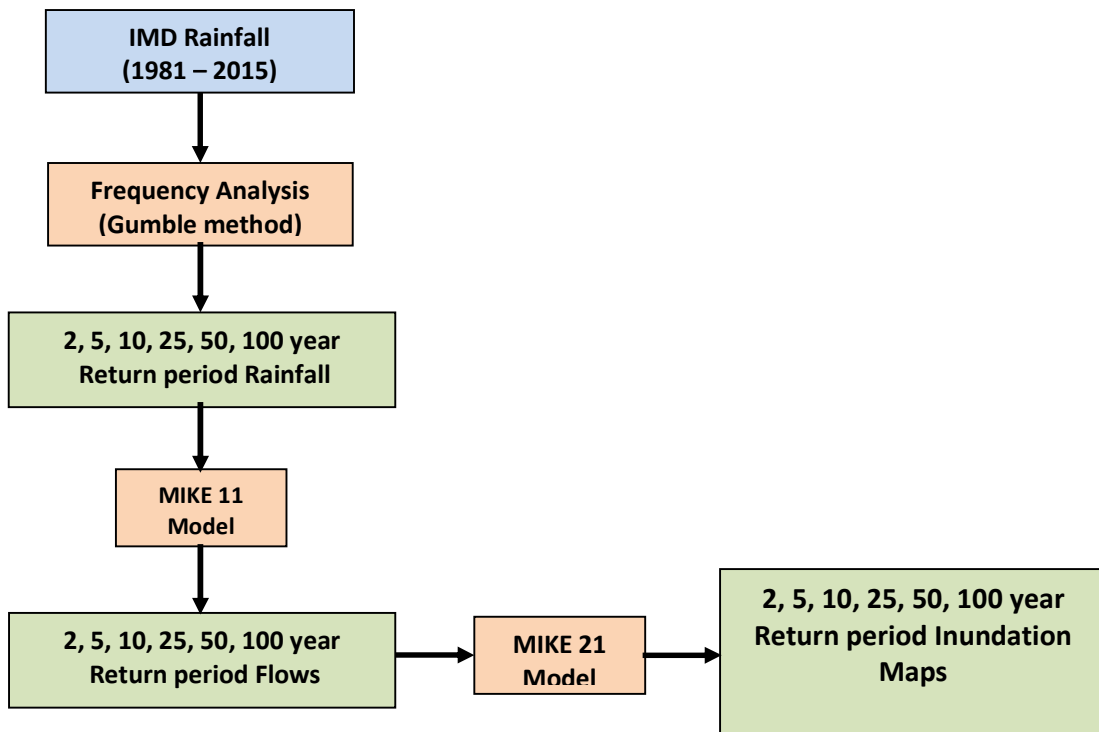 IMD Rainfall
(1981 – 2015)
Frequency Analysis
(Gumble method)
2, 5, 10, 25, 50, 100 year
Return period Rainfall
MIKE 11
Model
2, 5, 10, 25, 50, 100 year
Return period Flows
MIKE 21
Model
2, 5, 10, 25, 50, 100 year
Return period Inundation
Maps